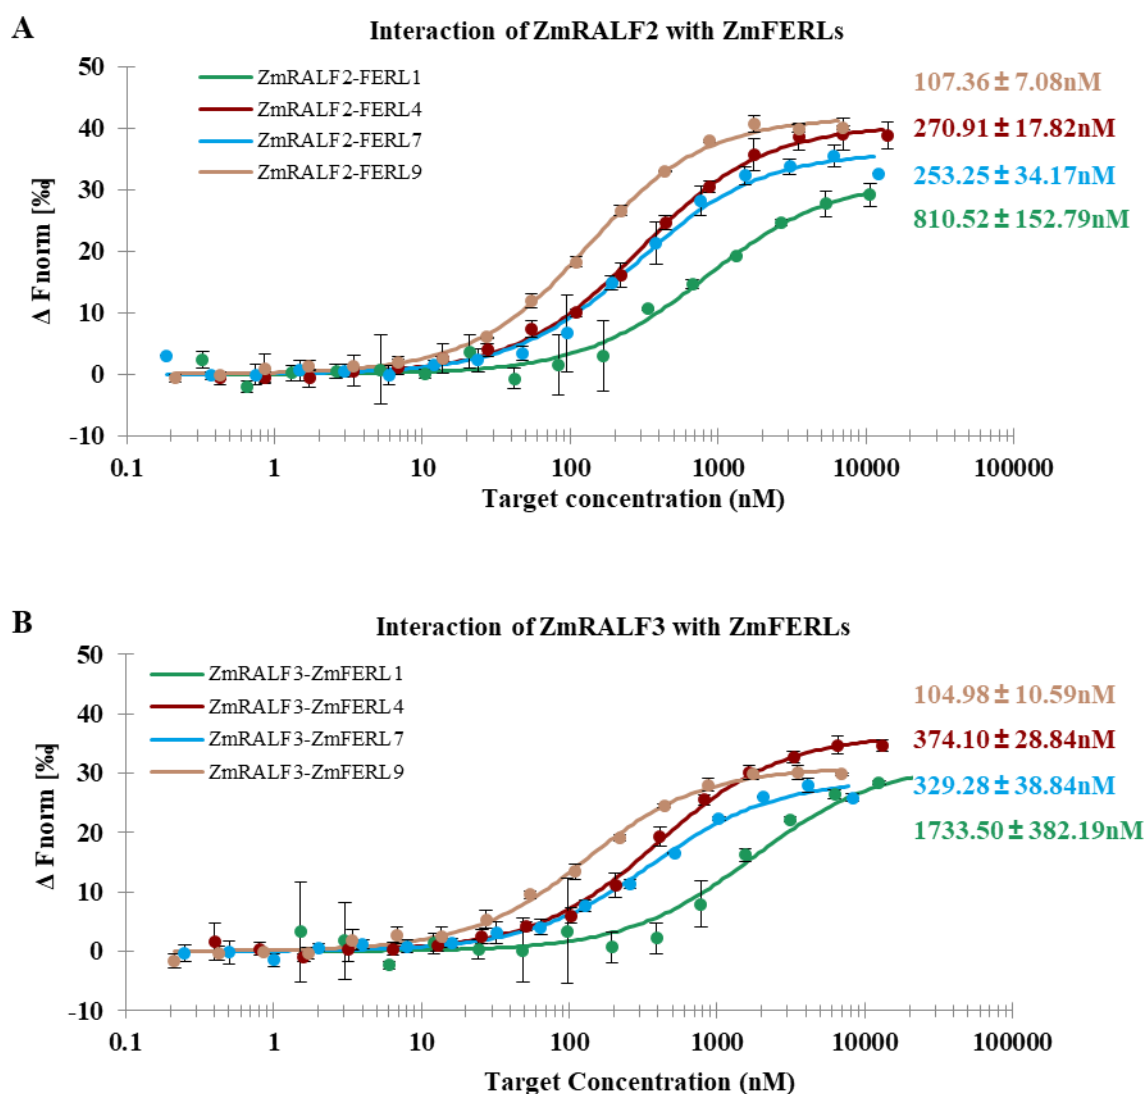 A
Interaction of ZmRALF2 with ZmFERLs
50
40
30
20
10
0
-10
Δ Fnorm [‰]
ZmRALF2-FERL1
ZmRALF2-FERL4
ZmRALF2-FERL7
ZmRALF2-FERL9
107.36 ± 7.08nM
270.91 ± 17.82nM
253.25 ± 34.17nM
810.52 ± 152.79nM
0.1 1 10 100 1000 10000 100000
Target concentration (nM)
B
Interaction of ZmRALF3 with ZmFERLs
50
40
30
20
10
0
-10
Δ Fnorm [‰]
ZmRALF3-ZmFERL1
ZmRALF3-ZmFERL4
ZmRALF3-ZmFERL7
ZmRALF3-ZmFERL9
104.98 ± 10.59nM
374.10 ± 28.84nM
329.28 ± 38.84nM
1733.50 ± 382.19nM
0.1 1 10 100 1000 10000 100000
Target Concentration (nM)